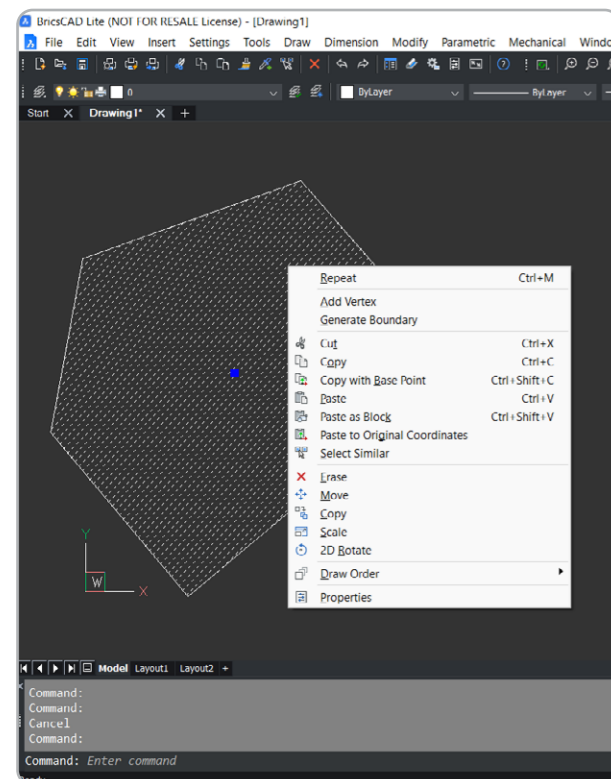 BricsCAD Lite (NOT FOR RESALE License) - [Drawing1]
File Edit View Insert Settings Tools Draw Dimension Modify Parametric Mechanical Windo
0 ByLayer ByLayer
Start Drawing1* +
Repeat Ctrl+M
Add Vertex
Generate Boundary
Cut Ctrl+X
Copy Ctrl+C
Copy with Base Point Ctrl+Shift+C
Paste Ctrl+V
Paste as Block Ctrl+Shift+V
Paste to Original Coordinates
Select Similar
Erase
Move
Copy
Scale
2D Rotate
Draw Order
Properties
Y
W X
Model Layout1 Layout2 +
Command:
Command:
Cancel
Command:
Command: Enter command